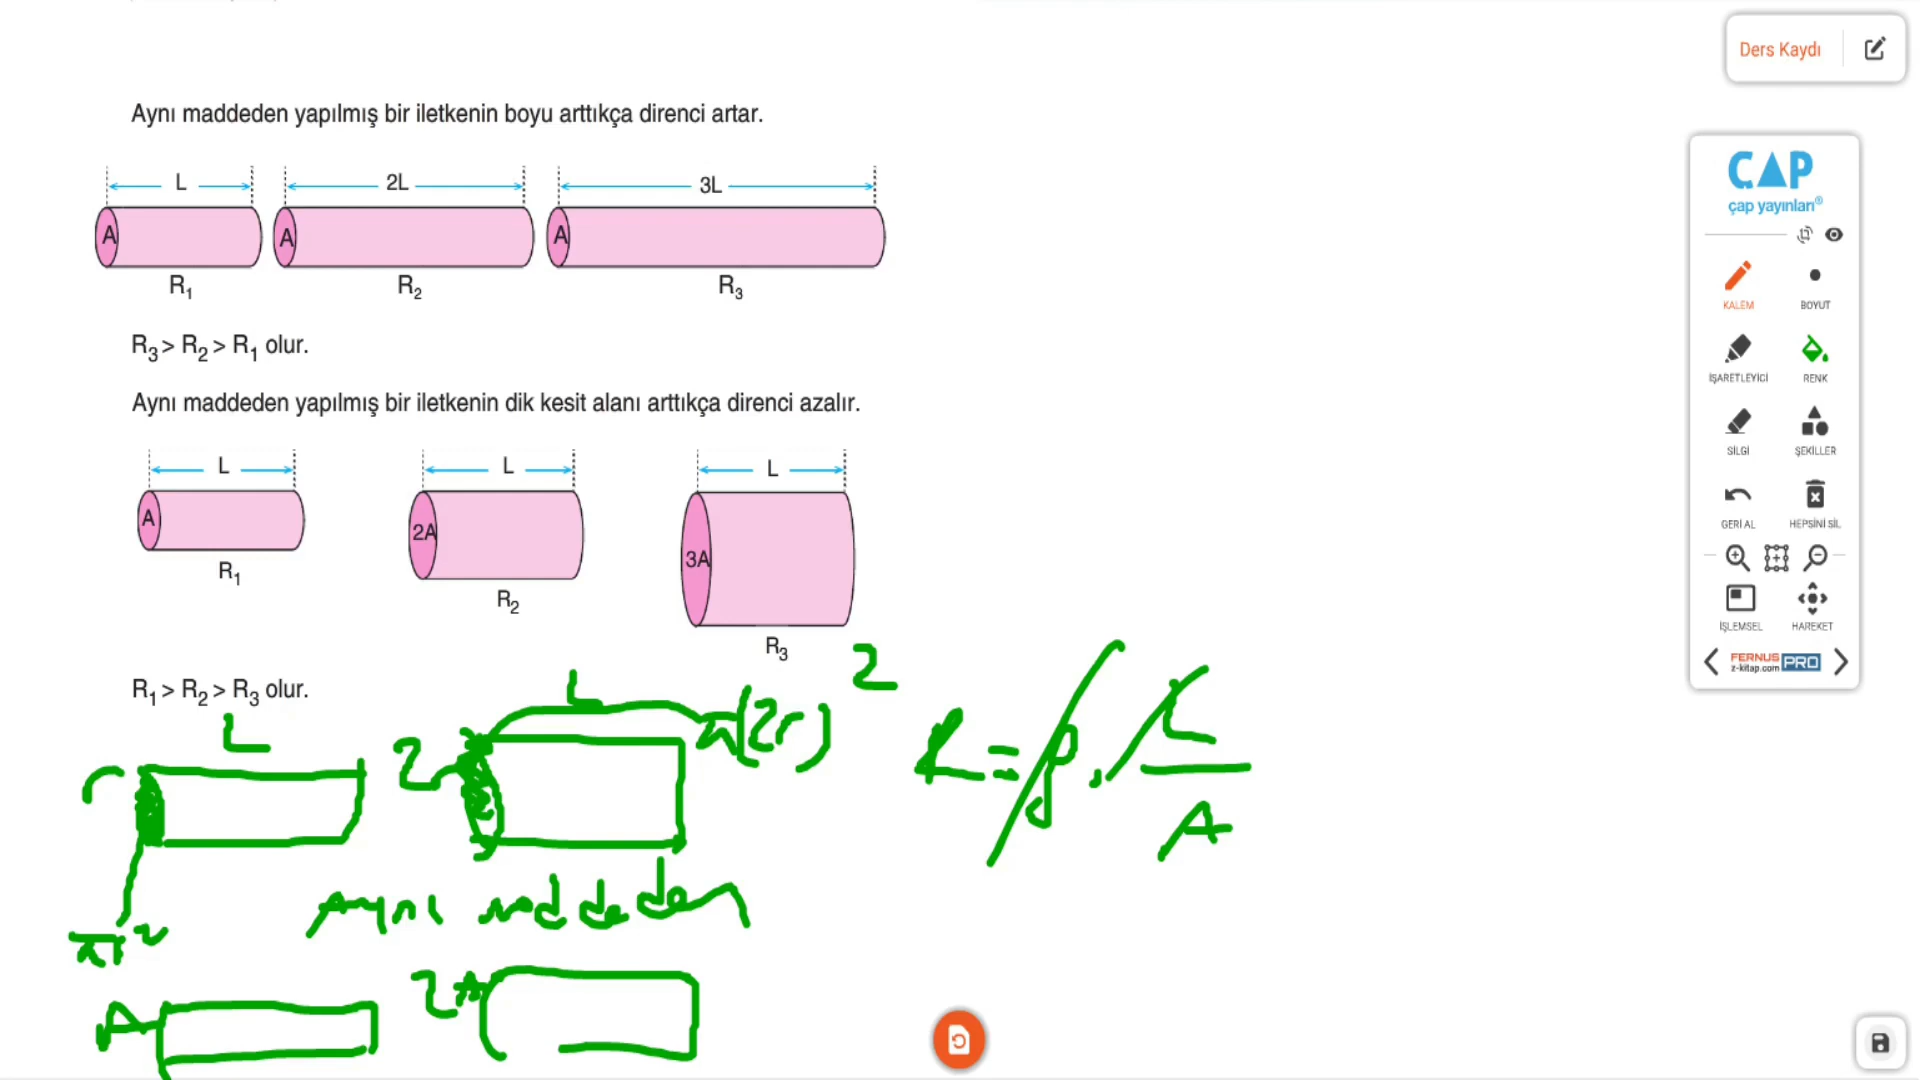 Ders Kaydı
Aynı maddeden yapılmış bir iletkenin boyu arttıkça direnci artar.
L 2L 3L
A A A
R1 R2 R3
R3 > R2 > R1 olur.
Aynı maddeden yapılmış bir iletkenin dik kesit alanı arttıkça direnci azalır.
L L L
A 2A 3A
R1 R2 R3
R1 > R2 > R3 olur.
L L π(2r)2
r 2r
R = ρ. L/A
Aynı madde den
πr2
A 2A
ÇAP
çap yayınları®
KALEM BOYUT
İŞARETLEYİCİ RENK
SİLGİ ŞEKİLLER
GERİ AL HEPSİNİ SİL
İŞLEMSEL HAREKET
FERNUS PRO
z-kitap.com